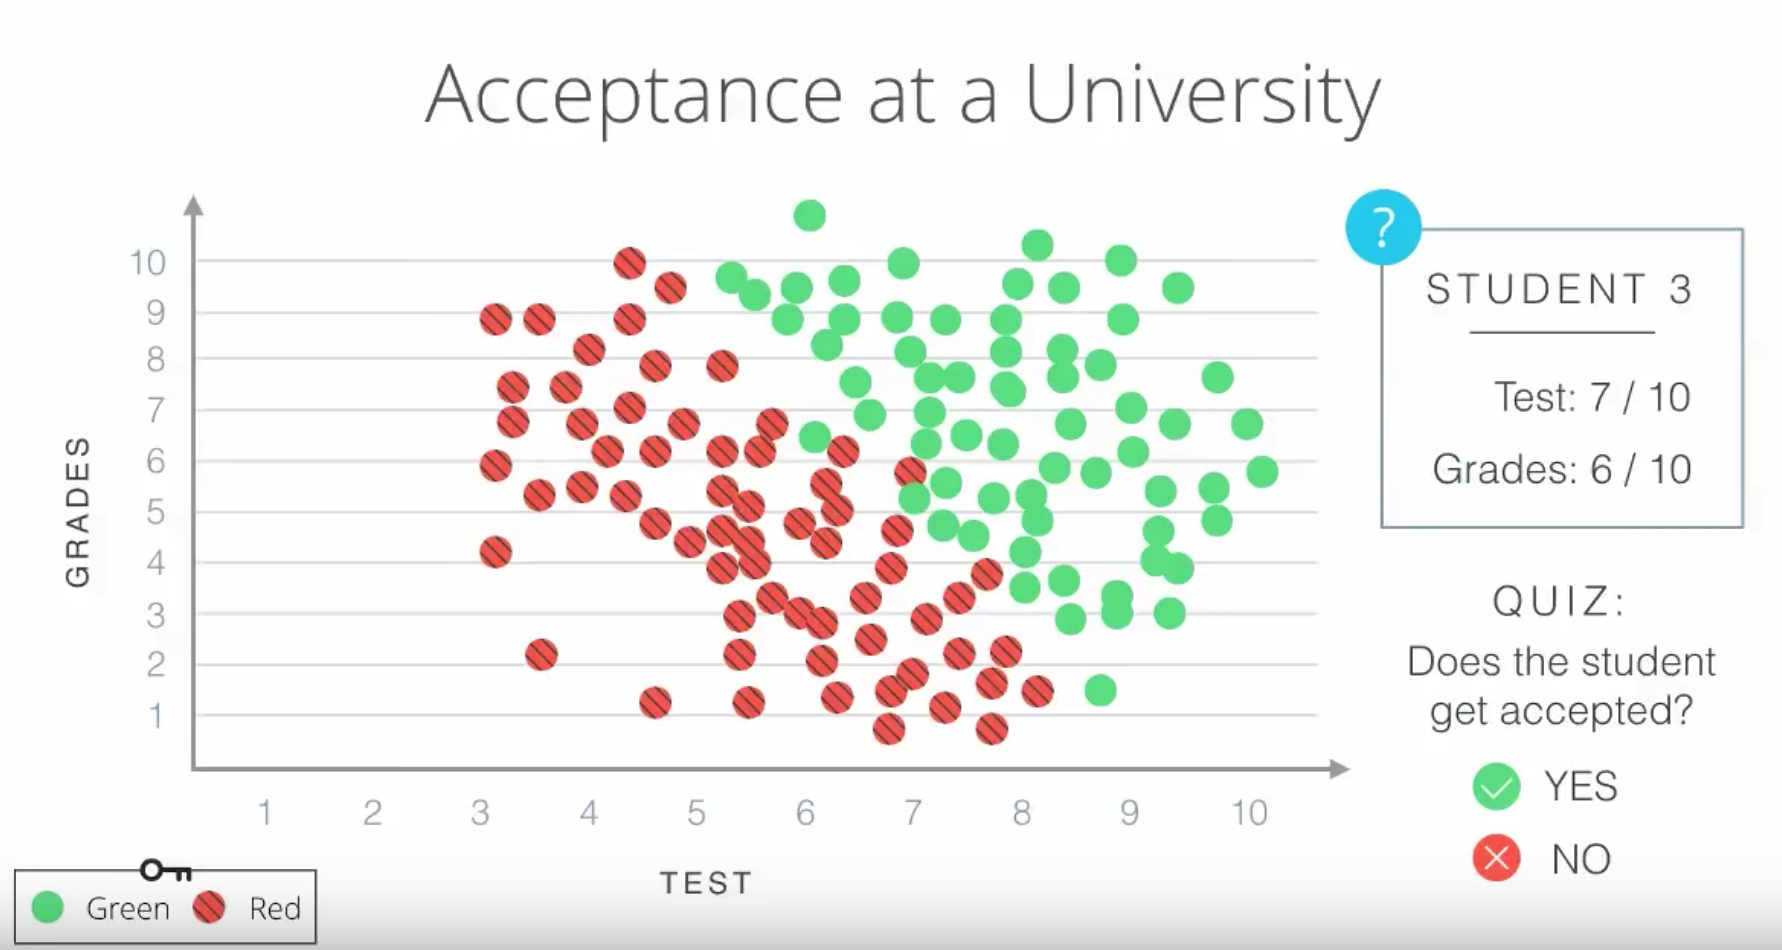 Acceptance at a University
?
STUDENT 3
Test: 7 / 10
Grades: 6 / 10
QUIZ:
Does the student
get accepted?
YES
NO
GRADES
10
9
8
7
6
5
4
3
2
1
1 2 3 4 5 6 7 8 9 10
TEST
Green Red